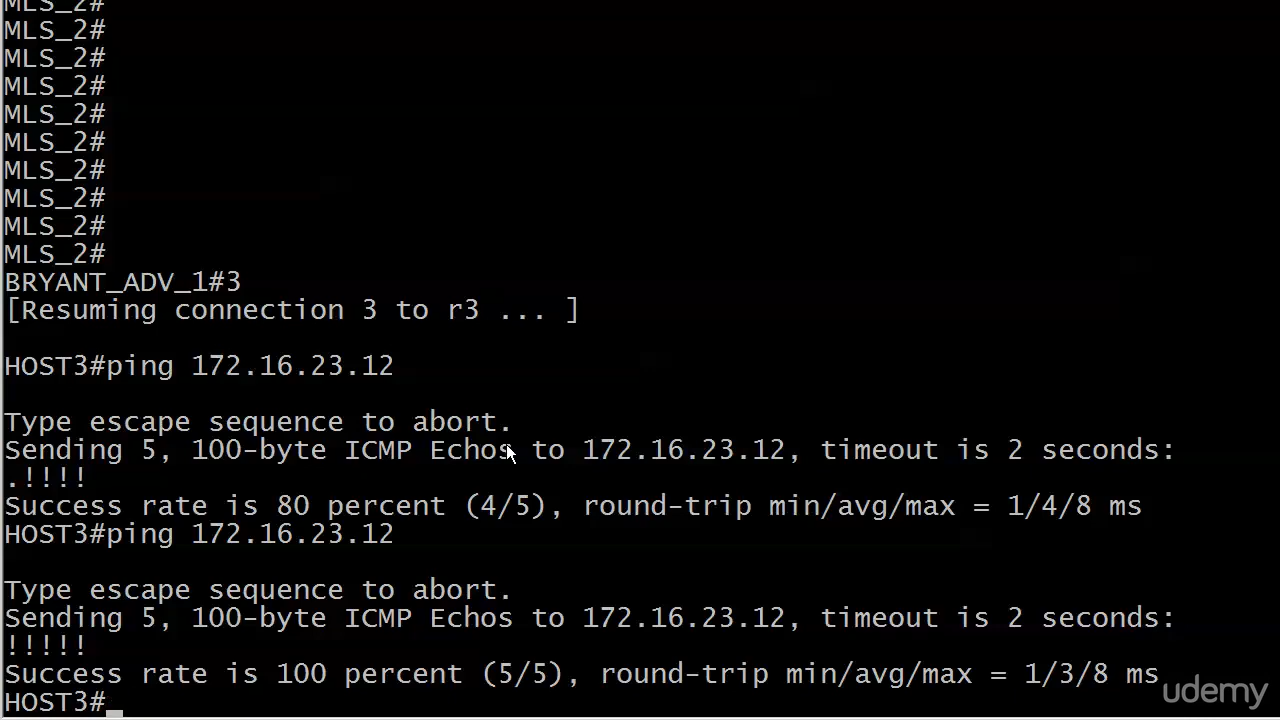 MLS_2#
MLS_2#
MLS_2#
MLS_2#
MLS_2#
MLS_2#
MLS_2#
MLS_2#
MLS_2#
MLS_2#
BRYANT_ADV_1#3
[Resuming connection 3 to r3 ... ]
HOST3#ping 172.16.23.12
Type escape sequence to abort.
Sending 5, 100-byte ICMP Echos to 172.16.23.12, timeout is 2 seconds:
.!!!!
Success rate is 80 percent (4/5), round-trip min/avg/max = 1/4/8 ms
HOST3#ping 172.16.23.12
Type escape sequence to abort.
Sending 5, 100-byte ICMP Echos to 172.16.23.12, timeout is 2 seconds:
!!!!!
Success rate is 100 percent (5/5), round-trip min/avg/max = 1/3/8 ms
HOST3#
udemy